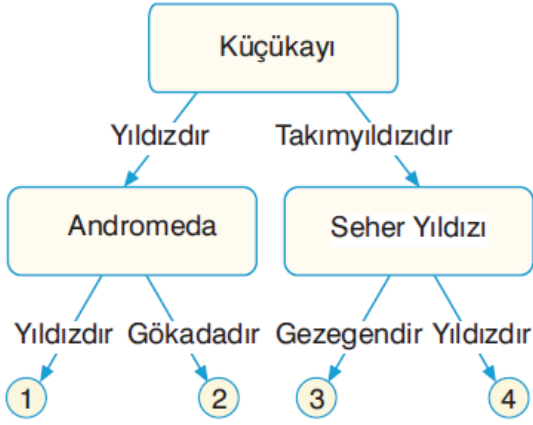 Küçükayı
Yıldızdır Takımyıldızıdır
Andromeda Seher Yıldızı
Yıldızdır Gökadadır Gezegendir Yıldızdır
1 2 3 4